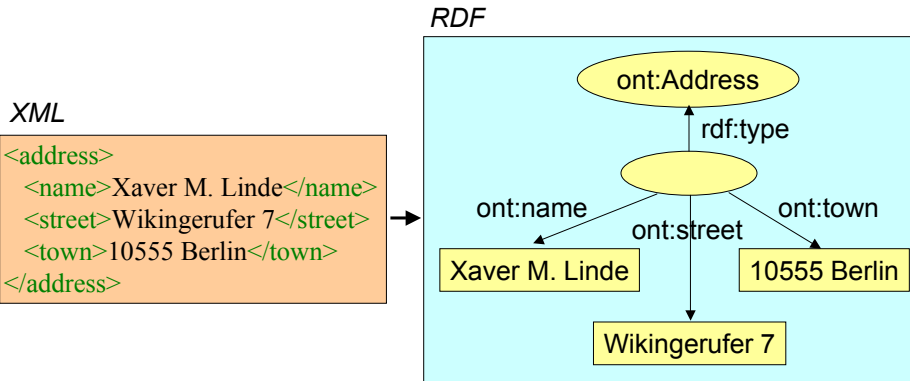 RDF
XML
<address>
<name>Xaver M. Linde</name>
<street>Wikingerufer 7</street>
<town>10555 Berlin</town>
</address>
ont:Address
rdf:type
ont:name
ont:street
ont:town
Xaver M. Linde
10555 Berlin
Wikingerufer 7